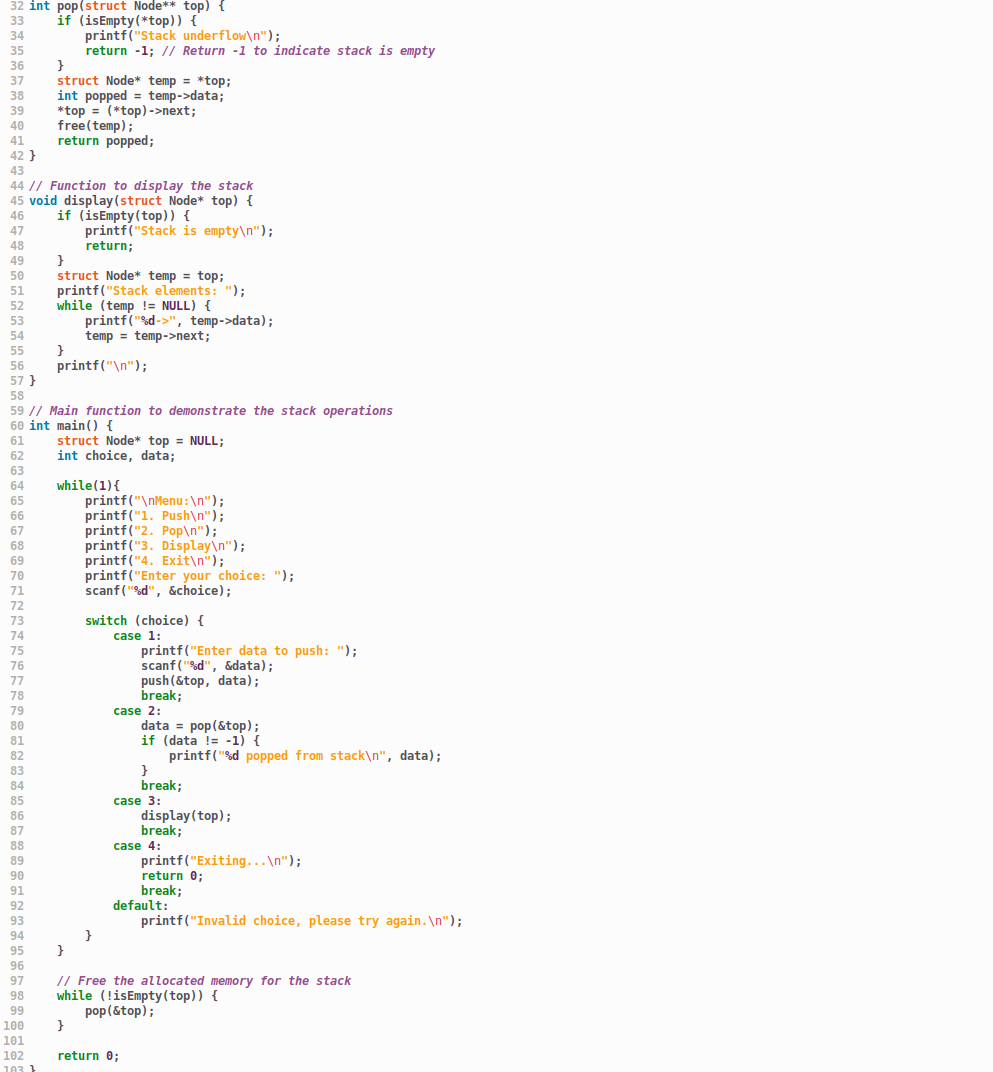 32 int pop(struct Node** top) {
33     if (isEmpty(*top)) {
34         printf("Stack underflow\n");
35         return -1; // Return -1 to indicate stack is empty
36     }
37     struct Node* temp = *top;
38     int popped = temp->data;
39     *top = (*top)->next;
40     free(temp);
41     return popped;
42 }
43
44 // Function to display the stack
45 void display(struct Node* top) {
46     if (isEmpty(top)) {
47         printf("Stack is empty\n");
48         return;
49     }
50     struct Node* temp = top;
51     printf("Stack elements: ");
52     while (temp != NULL) {
53         printf("%d->", temp->data);
54         temp = temp->next;
55     }
56     printf("\n");
57 }
58
59 // Main function to demonstrate the stack operations
60 int main() {
61     struct Node* top = NULL;
62     int choice, data;
63
64     while(1){
65         printf("\nMenu:\n");
66         printf("1. Push\n");
67         printf("2. Pop\n");
68         printf("3. Display\n");
69         printf("4. Exit\n");
70         printf("Enter your choice: ");
71         scanf("%d", &choice);
72
73         switch (choice) {
74             case 1:
75                 printf("Enter data to push: ");
76                 scanf("%d", &data);
77                 push(&top, data);
78                 break;
79             case 2:
80                 data = pop(&top);
81                 if (data != -1) {
82                     printf("%d popped from stack\n", data);
83                 }
84                 break;
85             case 3:
86                 display(top);
87                 break;
88             case 4:
89                 printf("Exiting...\n");
90                 return 0;
91                 break;
92             default:
93                 printf("Invalid choice, please try again.\n");
94         }
95     }
96
97     // Free the allocated memory for the stack
98     while (!isEmpty(top)) {
99         pop(&top);
100     }
101
102     return 0;
103 }